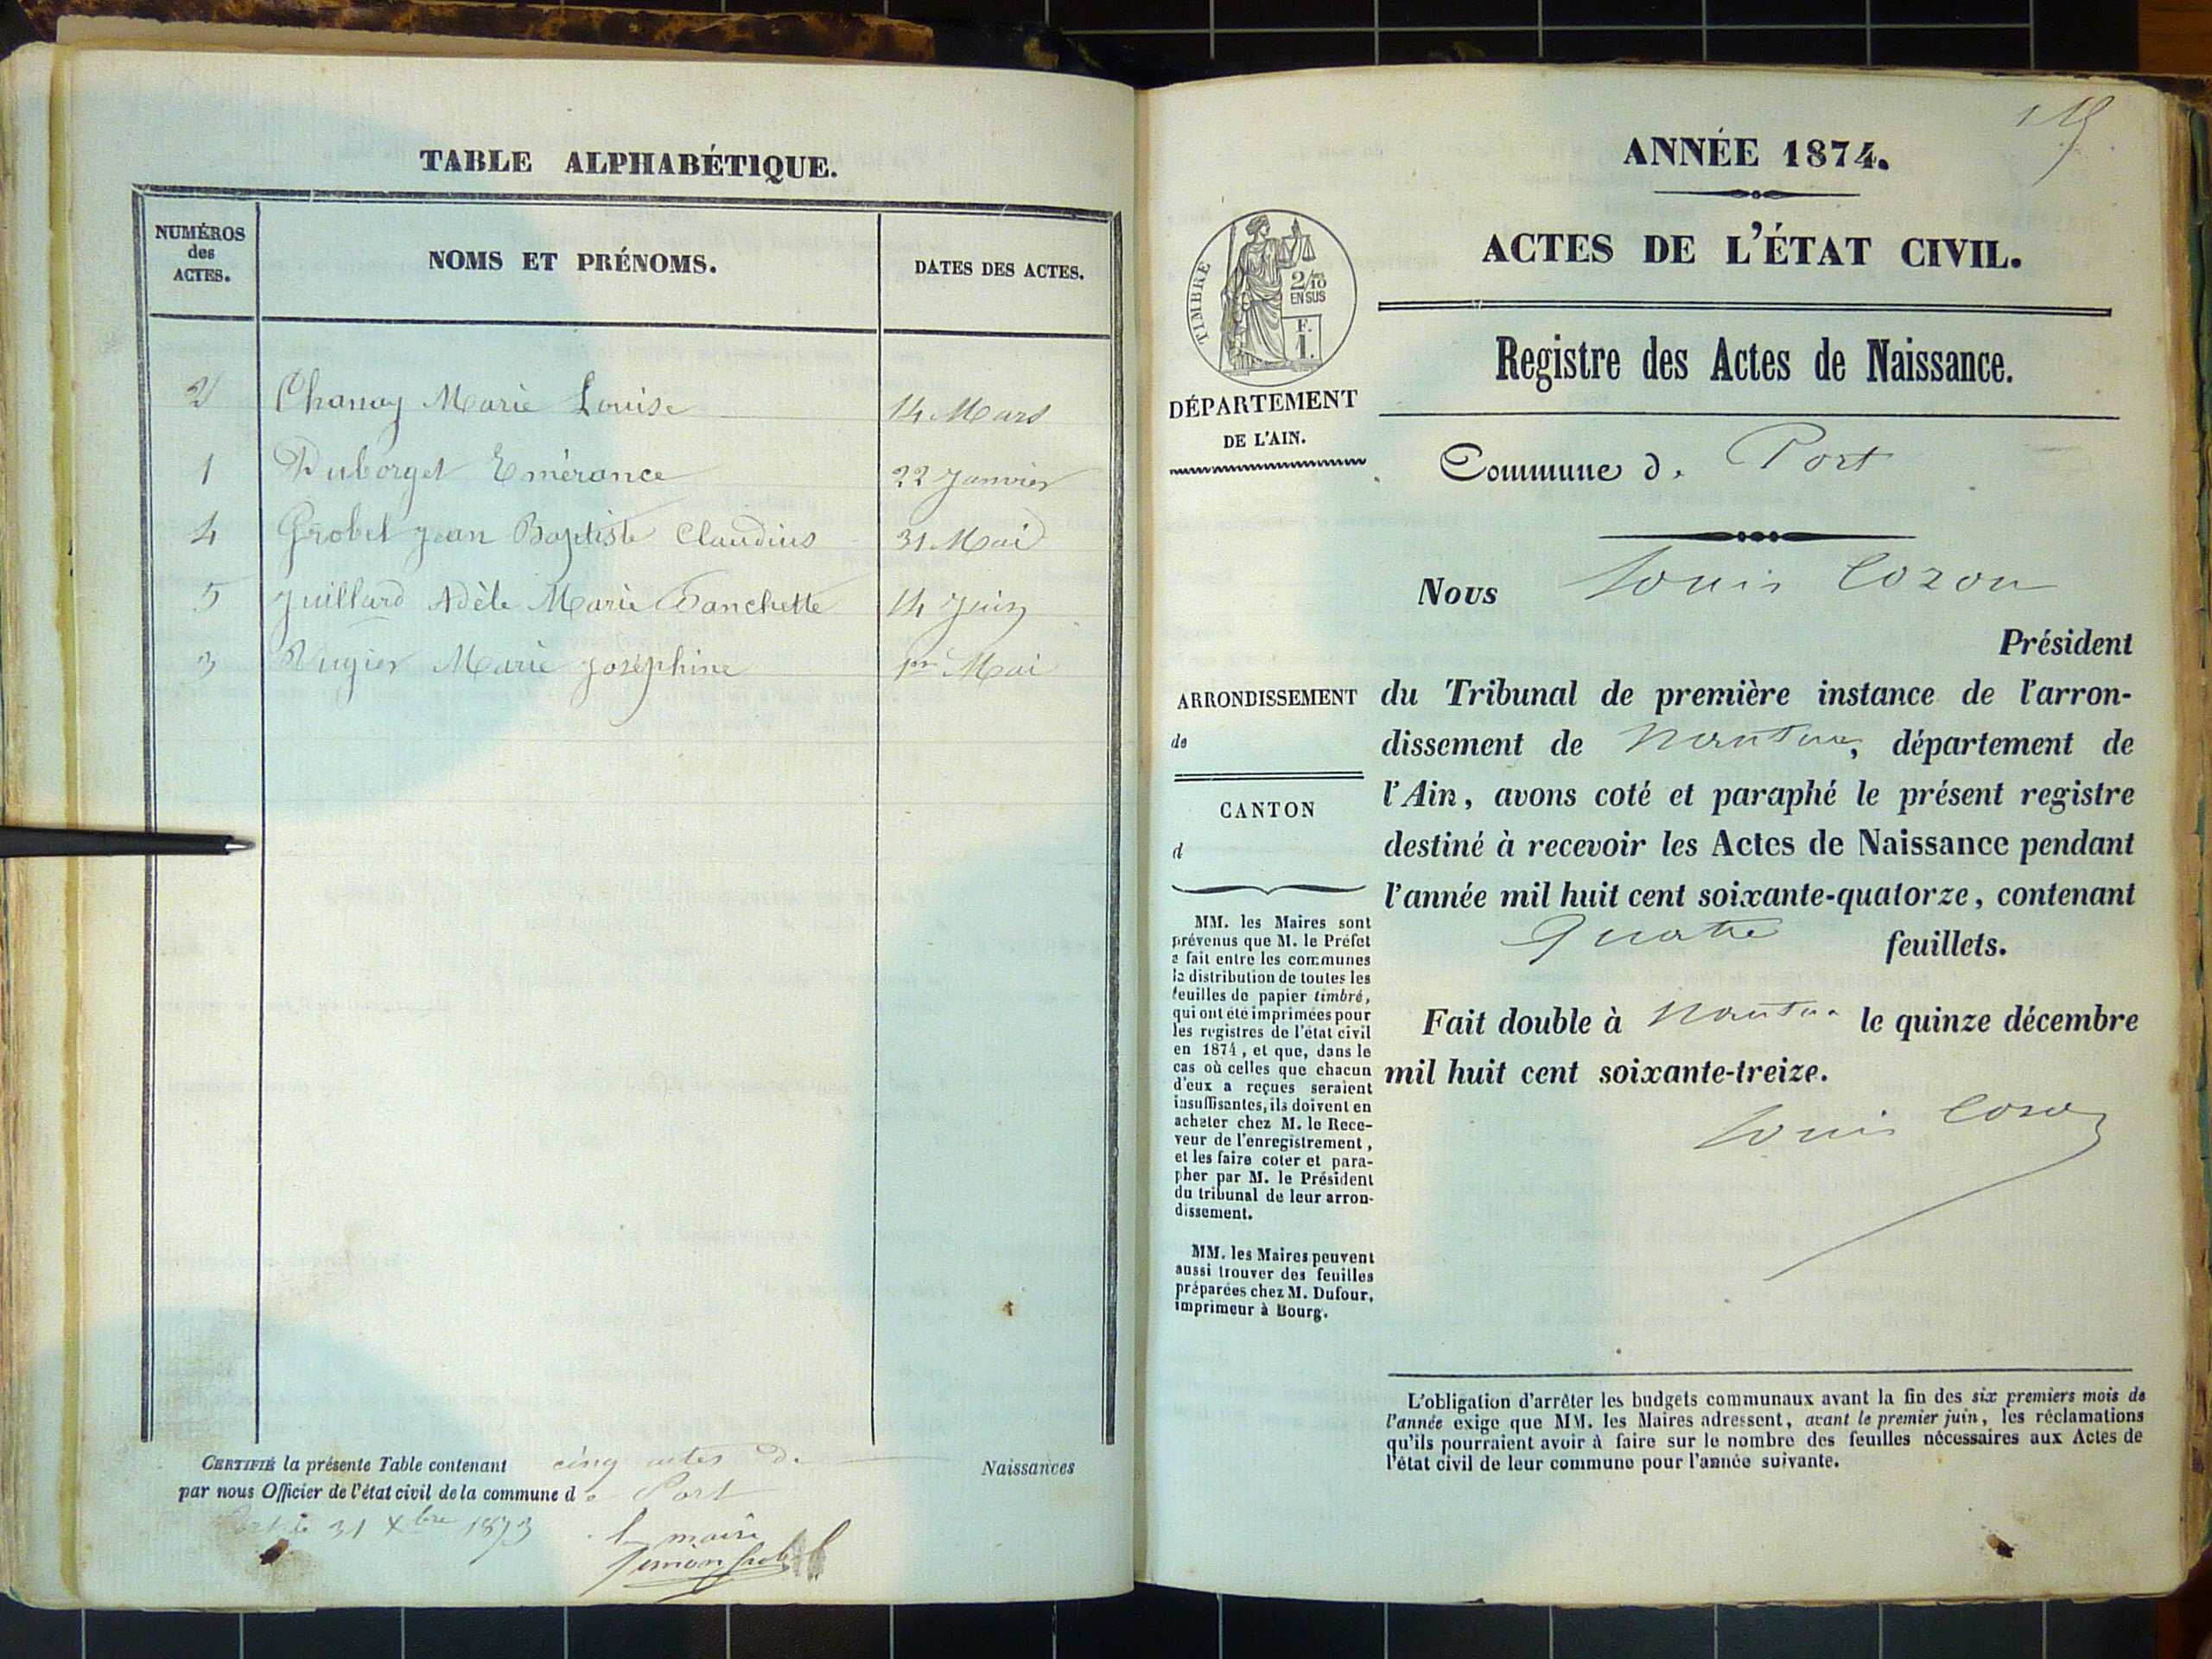 TABLE ALPHABÉTIQUE.
NUMÉROS
des
ACTES.
NOMS ET PRÉNOMS.
DATES DES ACTES.
2 Chanay Marie Louise 14 Mars
1 Duborget Emérance 22 Janvier
4 Grobet Jean Baptiste Claudius 31 Mai
5 Juillard Adèle Marie Fanchette 14 Juin
3 Marie Joséphine 1er Mai
CERTIFIÉ la présente Table contenant cinq actes de Naissances
par nous Officier de l'état civil de la commune de Port
Port le 31 Xbre 1873
le maire
ANNÉE 1874.
ACTES DE L'ÉTAT CIVIL.
TIMBRE
2/10
EN SUS
F.
1.
Registre des Actes de Naissance.
DÉPARTEMENT
DE L'AIN.
Commune d. Port
Nous Louis Cozon
Président
ARRONDISSEMENT
de
CANTON
d
du Tribunal de première instance de l'arron-
dissement de Nantua, département de
l'Ain, avons coté et paraphé le présent registre
destiné à recevoir les Actes de Naissance pendant
l'année mil huit cent soixante-quatorze, contenant
Quatre feuillets.
Fait double à Nantua le quinze décembre
mil huit cent soixante-treize.
Louis Cozon
MM. les Maires sont
prévenus que M. le Préfet
a fait entre les communes
la distribution de toutes les
feuilles de papier timbré,
qui ont été imprimées pour
les registres de l'état civil
en 1874, et que, dans le
cas où celles que chacun
d'eux a reçues seraient
insuffisantes, ils doivent en
acheter chez M. le Rece-
veur de l'enregistrement,
et les faire coter et para-
pher par M. le Président
du tribunal de leur arron-
dissement.
MM. les Maires peuvent
aussi trouver des feuilles
préparées chez M. Dufour,
imprimeur à Bourg.
L'obligation d'arrêter les budgets communaux avant la fin des six premiers mois de
l'année exige que MM. les Maires adressent, avant le premier juin, les réclamations
qu'ils pourraient avoir à faire sur le nombre des feuilles nécessaires aux Actes de
l'état civil de leur commune pour l'année suivante.